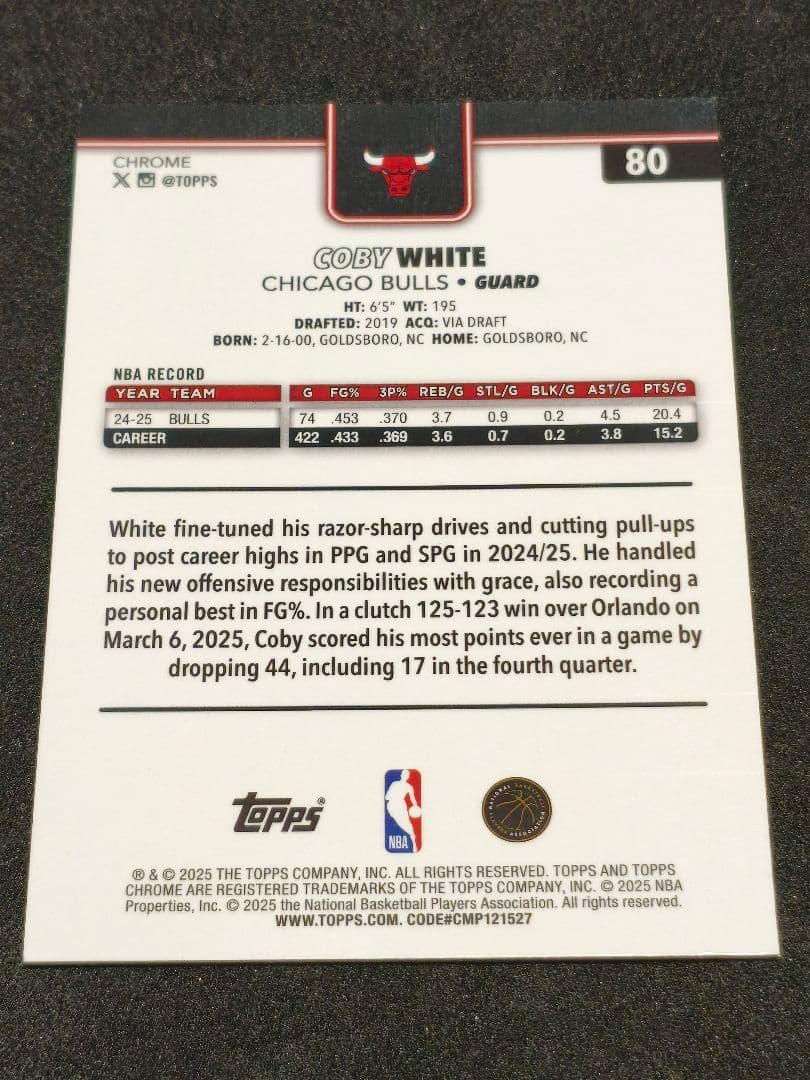 CHROME
80
X @TOPPS
COBY WHITE
CHICAGO BULLS • GUARD
HT: 6'5" WT: 195
DRAFTED: 2019 ACQ: VIA DRAFT
BORN: 2-16-00, GOLDSBORO, NC HOME: GOLDSBORO, NC
NBA RECORD
YEAR TEAM G FG% 3P% REB/G STL/G BLK/G AST/G PTS/G
24-25 BULLS 74 .453 .370 3.7 0.9 0.2 4.5 20.4
CAREER 422 .433 .369 3.6 0.7 0.2 3.8 15.2
White fine-tuned his razor-sharp drives and cutting pull-ups
to post career highs in PPG and SPG in 2024/25. He handled
his new offensive responsibilities with grace, also recording a
personal best in FG%. In a clutch 125-123 win over Orlando on
March 6, 2025, Coby scored his most points ever in a game by
dropping 44, including 17 in the fourth quarter.
Topps®
NBA
NATIONAL BASKETBALL PLAYERS ASSOCIATION
® & © 2025 THE TOPPS COMPANY, INC. ALL RIGHTS RESERVED. TOPPS AND TOPPS
CHROME ARE REGISTERED TRADEMARKS OF THE TOPPS COMPANY, INC. © 2025 NBA
Properties, Inc. © 2025 the National Basketball Players Association. All rights reserved.
WWW.TOPPS.COM. CODE#CMP121527